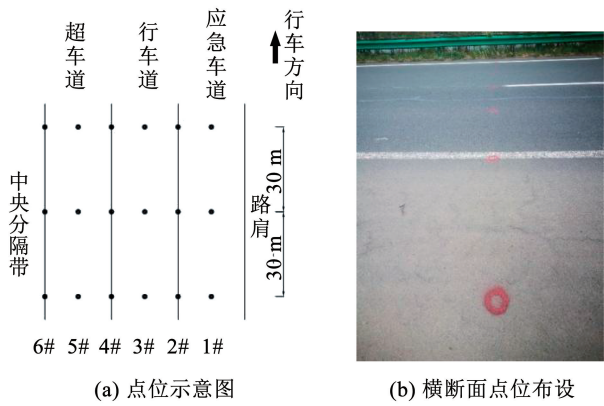 超车道
行车道
应急车道
行车方向
中央分隔带
路肩
30 m
30 m
6# 5# 4# 3# 2# 1#
(a) 点位示意图
(b) 横断面点位布设